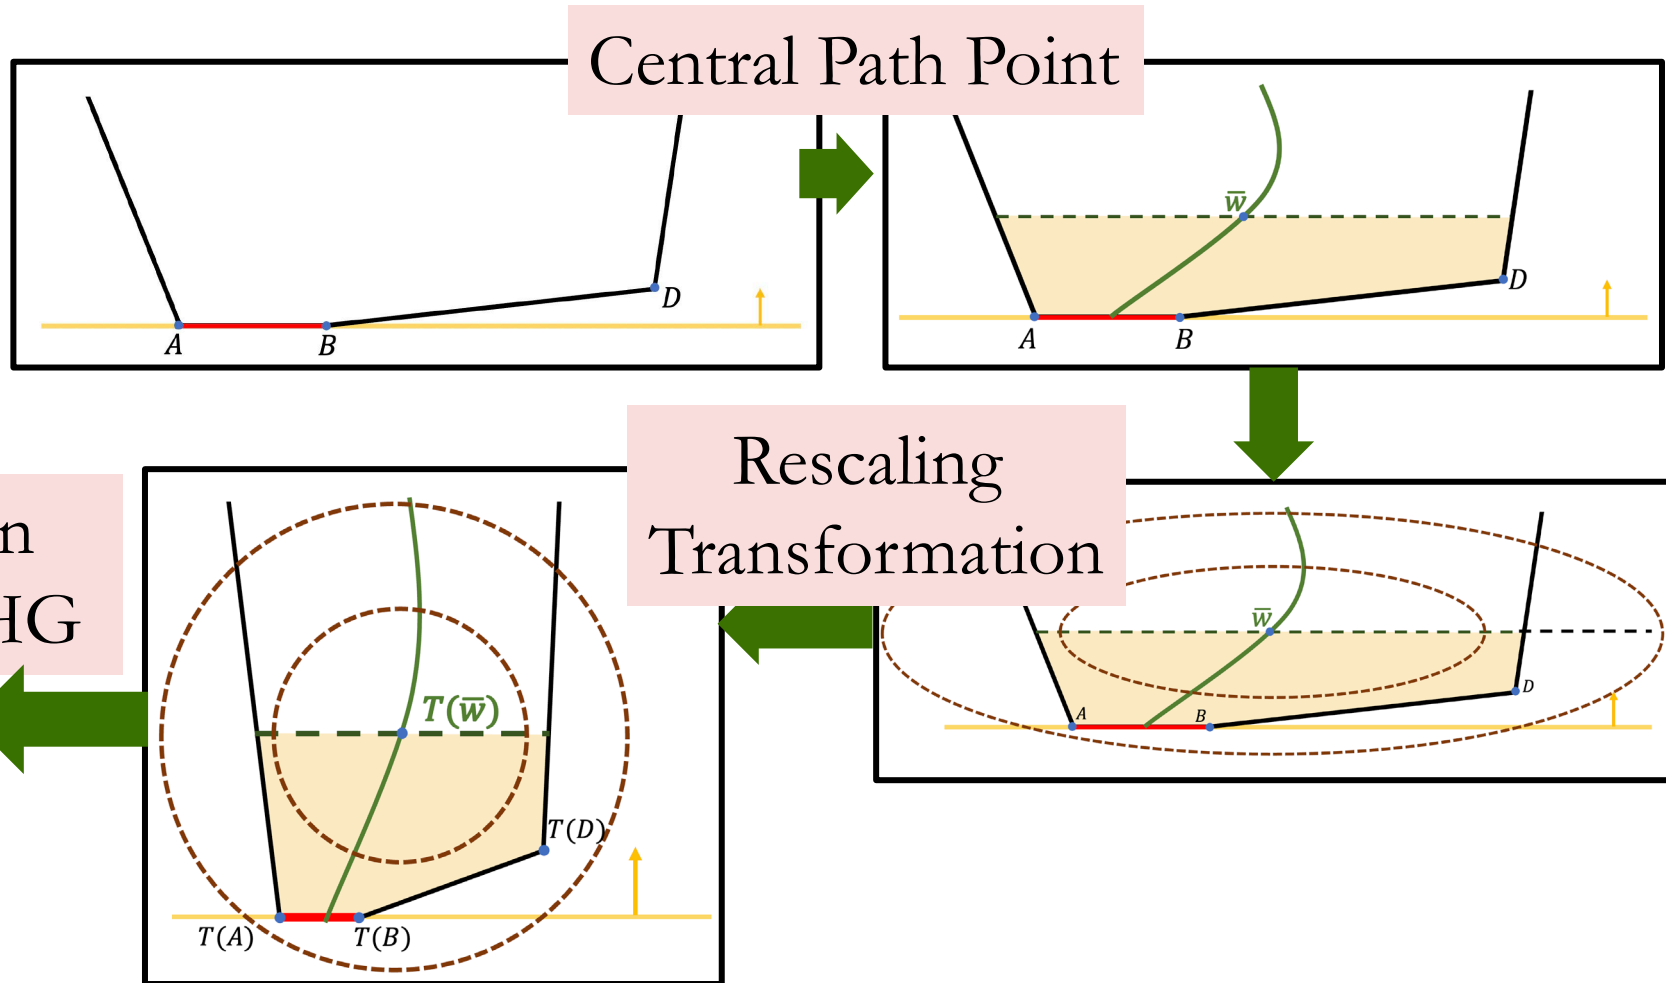 Central Path Point
A
B
D
w̅
A
B
D
Rescaling
Transformation
w̅
A
B
D
n
HG
T(w̅)
T(D)
T(A)
T(B)